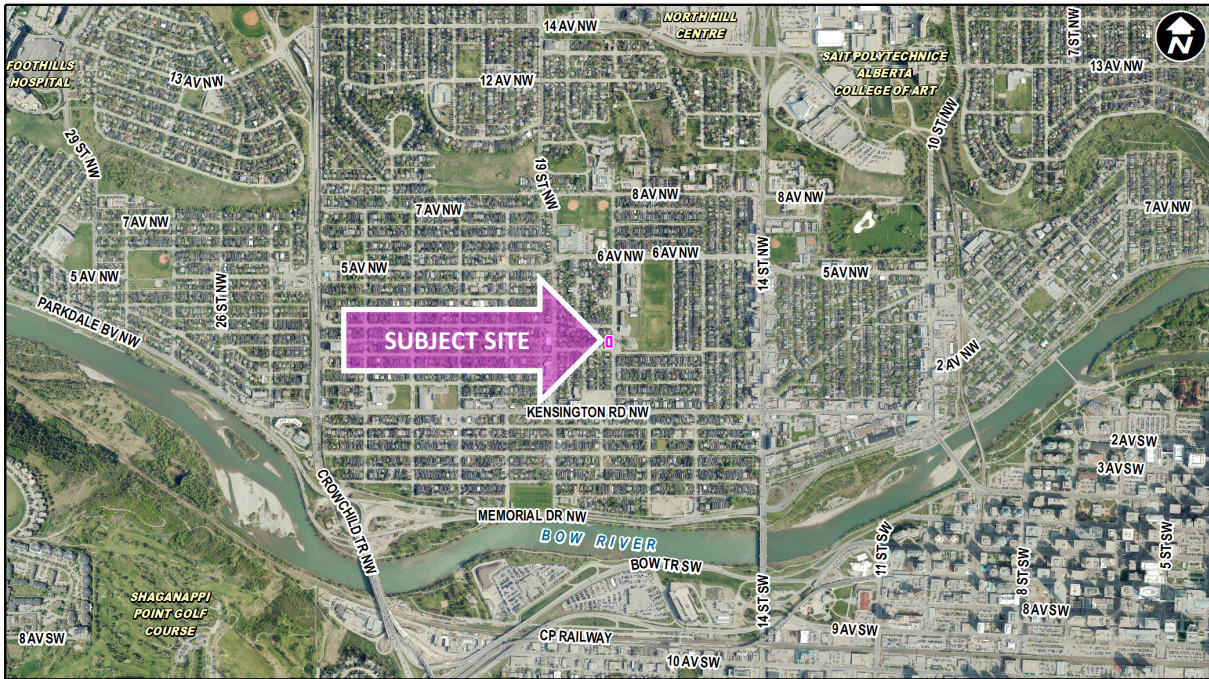 14 AV NW
NORTH HILL
CENTRE
7 ST NW
N
FOOTHILLS
HOSPITAL
13 AV NW
12 AV NW
SAIT POLYTECHNICE
ALBERTA
COLLEGE OF ART
13 AV NW
10 ST NW
29 ST NW
19 ST NW
8 AV NW
8 AV NW
7 AV NW
7 AV NW
7 AV NW
14 ST NW
6 AV NW
6 AV NW
5 AV NW
5 AV NW
5 AV NW
26 ST NW
PARKDALE BV NW
SUBJECT SITE
2 AV NW
KENSINGTON RD NW
2 AV SW
3 AV SW
CROWCHILD TR NW
MEMORIAL DR NW
BOW RIVER
BOW TR SW
11 ST SW
8 ST SW
5 ST SW
14 ST SW
SHAGANAPPI
POINT GOLF
COURSE
8 AV SW
8 AV SW
9 AV SW
CP RAILWAY
10 AV SW